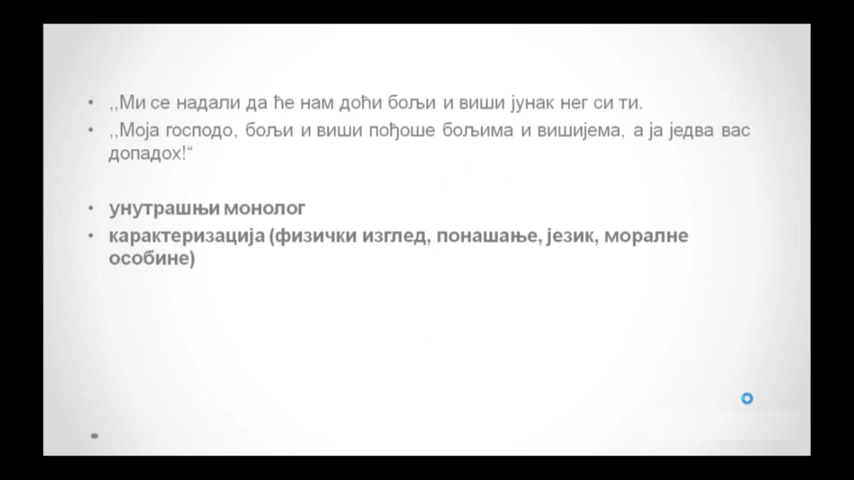 • ,,Ми се надали да ће нам доћи бољи и виши јунак нег си ти.
• ,,Моја господо, бољи и виши пођоше бољима и вишијема, а ја једва вас
допадох!“
• унутрашњи монолог
• карактеризација (физички изглед, понашање, језик, моралне
особине)